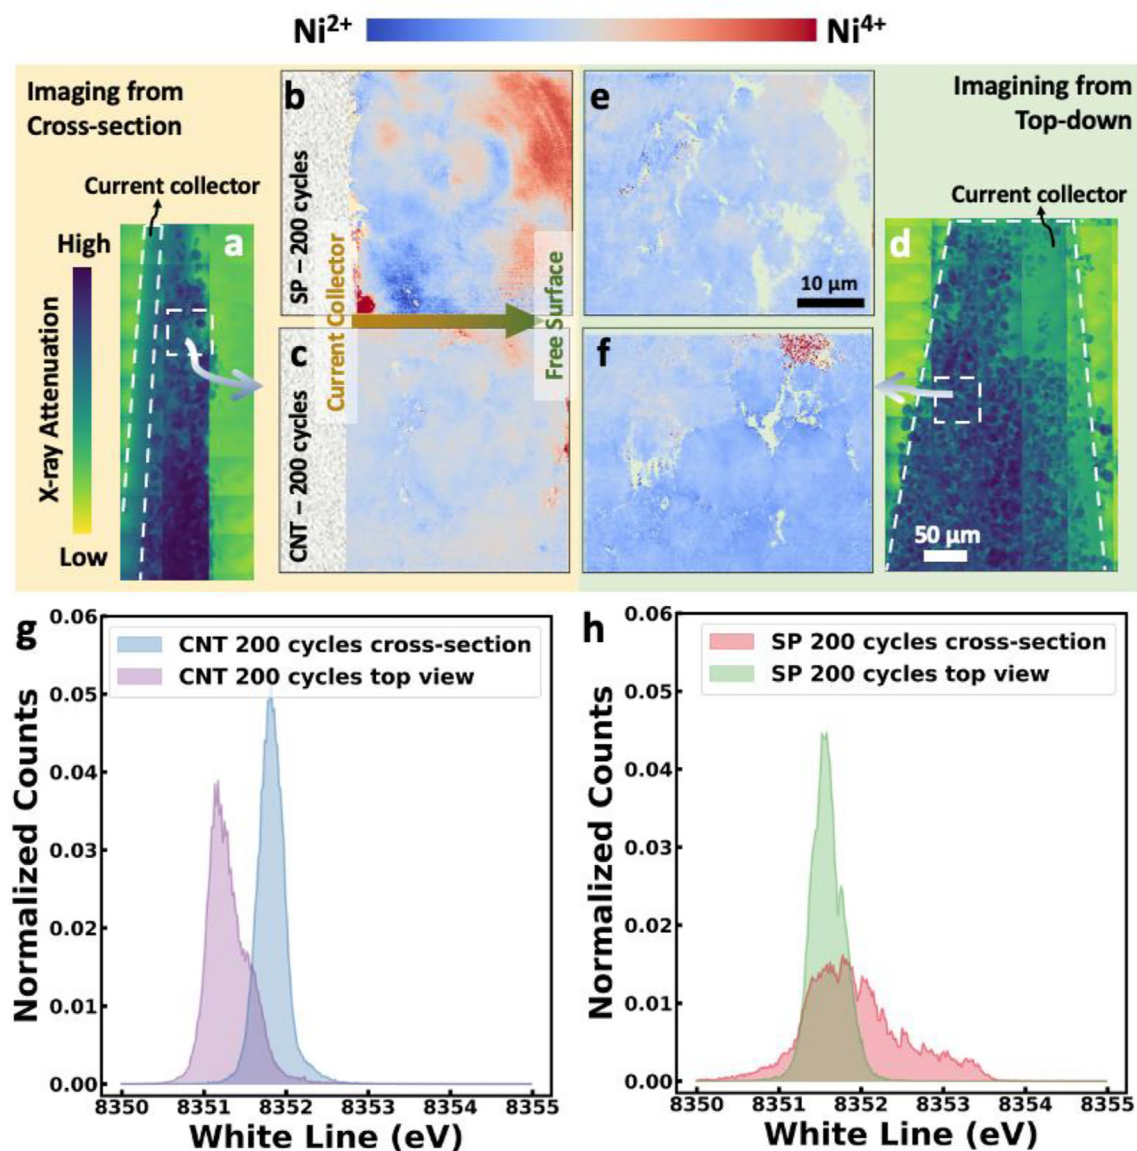 Ni2+
Ni4+
Imaging from
Cross-section
b
e
Imagining from
Top-down
Current collector
Current collector
High
a
SP – 200 cycles
d
X-ray Attenuation
10 µm
Current Collector
Free Surface
c
f
CNT – 200 cycles
Low
50 µm
g
0.06
CNT 200 cycles cross-section
CNT 200 cycles top view
0.05
0.04
0.03
0.02
0.01
0.00
Normalized Counts
8350
8351
8352
8353
8354
8355
White Line (eV)
h
0.06
SP 200 cycles cross-section
SP 200 cycles top view
0.05
0.04
0.03
0.02
0.01
0.00
Normalized Counts
8350
8351
8352
8353
8354
8355
White Line (eV)